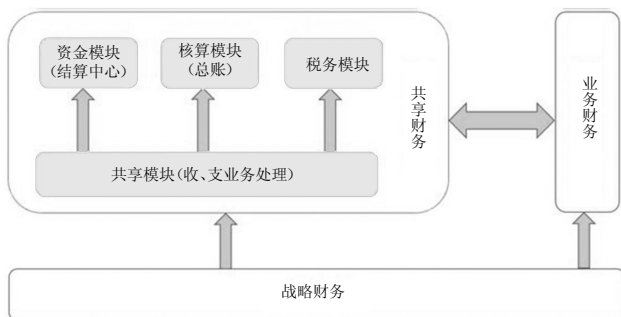 资金模块
(结算中心)
核算模块
(总账)
税务模块
共享财务
业务财务
共享模块(收、支业务处理)
战略财务